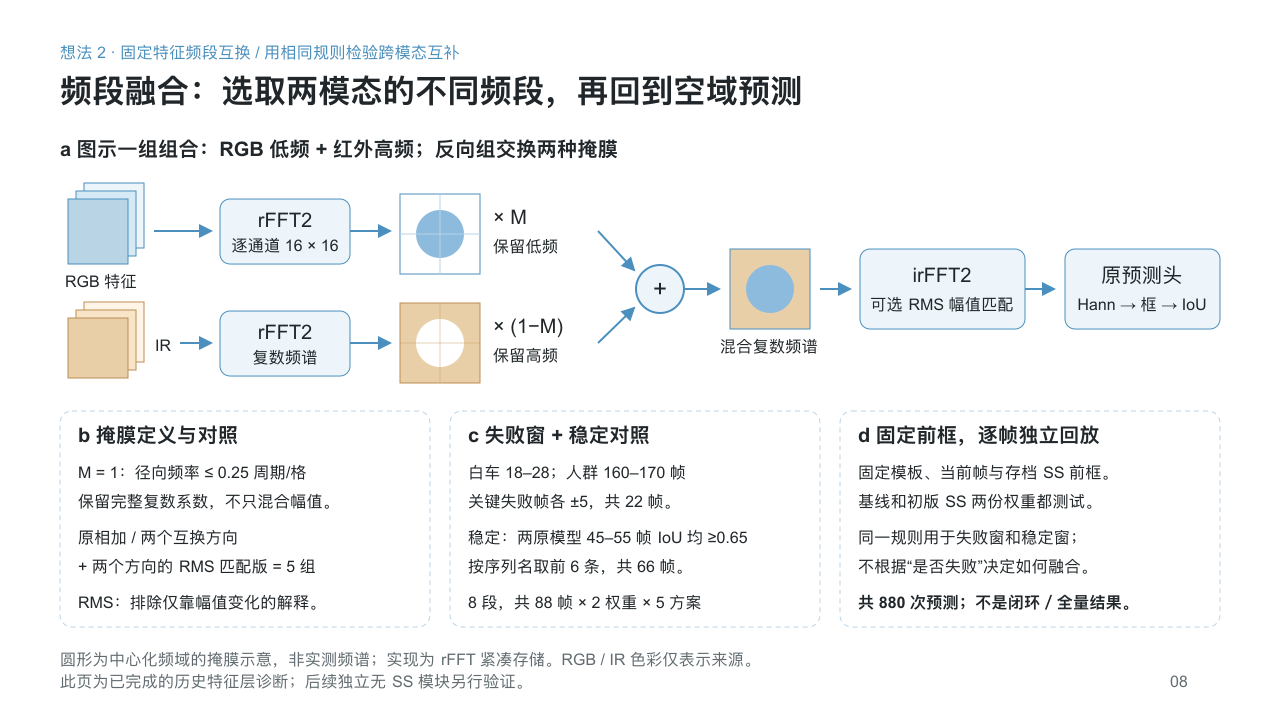 想法 2 · 固定特征频段互换 / 用相同规则检验跨模态互补
频段融合：选取两模态的不同频段，再回到空域预测
a 图示一组组合：RGB 低频 + 红外高频；反向组交换两种掩膜
rFFT2
逐通道 16 × 16
× M
保留低频
RGB 特征
+
irFFT2
可选 RMS 幅值匹配
原预测头
Hann → 框 → IoU
IR
rFFT2
复数频谱
× (1−M)
保留高频
混合复数频谱
b 掩膜定义与对照
M = 1：径向频率 ≤ 0.25 周期/格
保留完整复数系数，不只混合幅值。
原相加 / 两个互换方向
+ 两个方向的 RMS 匹配版 = 5 组
RMS：排除仅靠幅值变化的解释。
c 失败窗 + 稳定对照
白车 18–28；人群 160–170 帧
关键失败帧各 ±5，共 22 帧。
稳定：两原模型 45–55 帧 IoU 均 ≥0.65
按序列名取前 6 条，共 66 帧。
8 段，共 88 帧 × 2 权重 × 5 方案
d 固定前框，逐帧独立回放
固定模板、当前帧与存档 SS 前框。
基线和初版 SS 两份权重都测试。
同一规则用于失败窗和稳定窗；
不根据“是否失败”决定如何融合。
共 880 次预测；不是闭环 / 全量结果。
圆形为中心化频域的掩膜示意，非实测频谱；实现为 rFFT 紧凑存储。RGB / IR 色彩仅表示来源。
此页为已完成的历史特征层诊断；后续独立无 SS 模块另行验证。
08